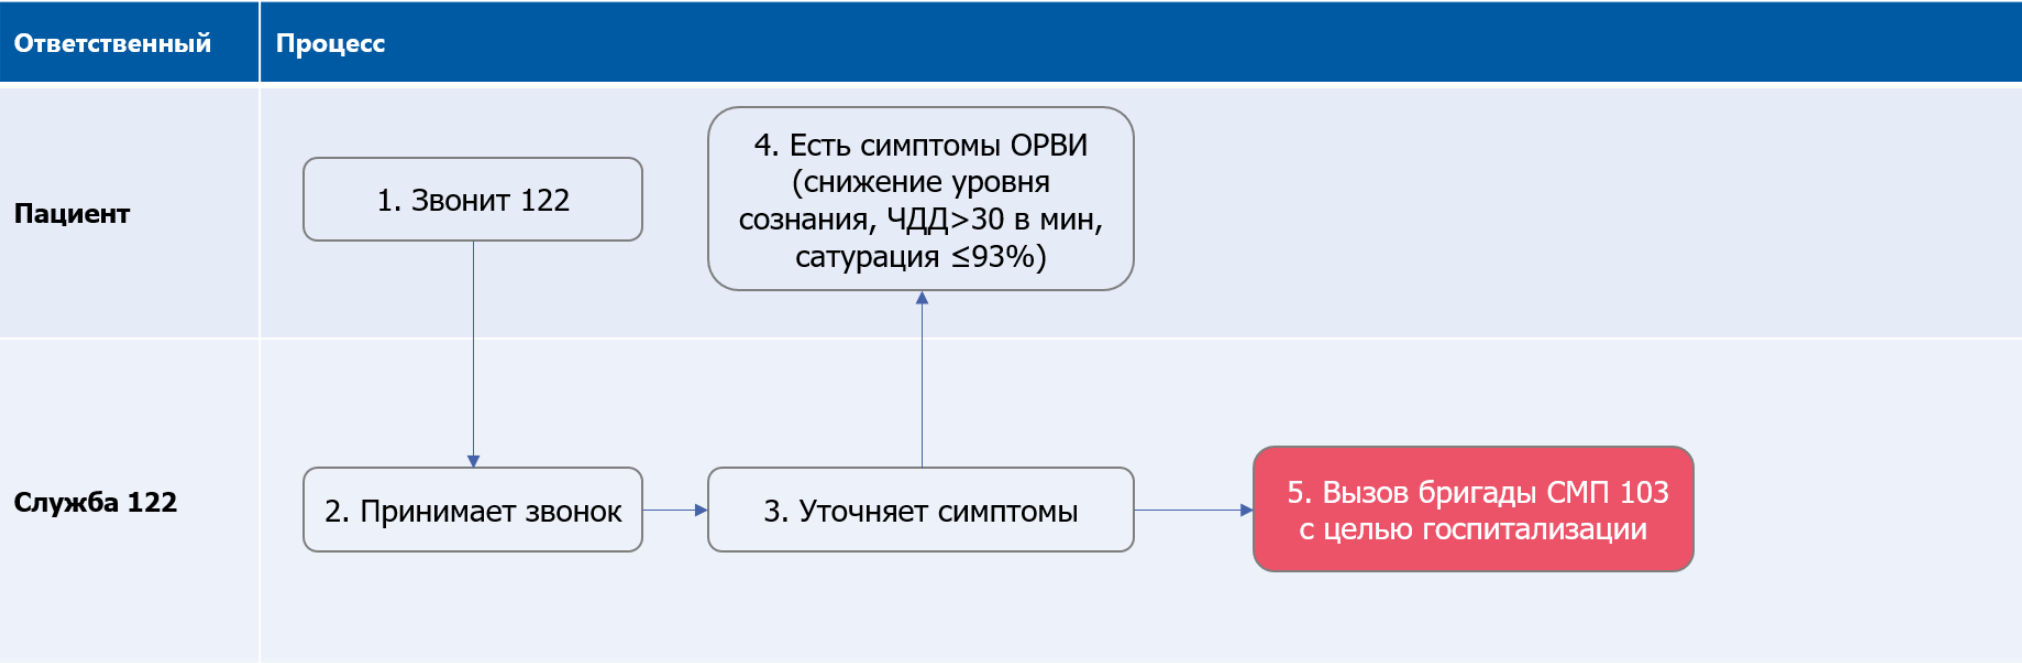 Ответственный
Процесс
Пациент
1. Звонит 122
4. Есть симптомы ОРВИ
(снижение уровня
сознания, ЧДД>30 в мин,
сатурация ≤93%)
Служба 122
2. Принимает звонок
3. Уточняет симптомы
5. Вызов бригады СМП 103
с целью госпитализации